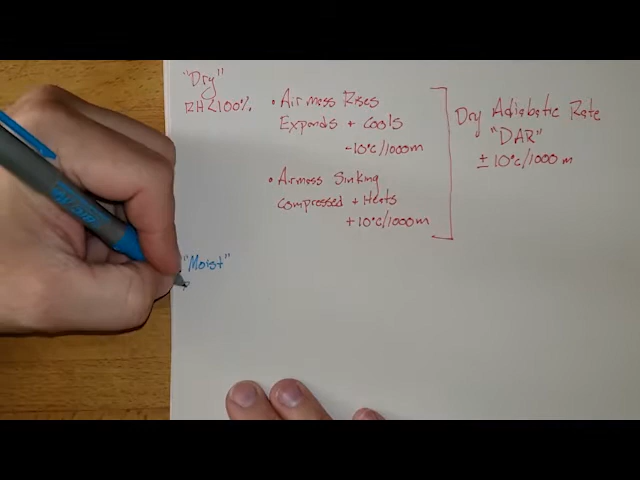 "Dry"
RH<100%
• Air mass Rises
Expands + Cools
-10°C/1000m
• Airmass Sinking
Compressed + Heats
+10°C/1000m
Dry Adiabatic Rate
"DAR"
± 10°C/1000 m
"Moist"